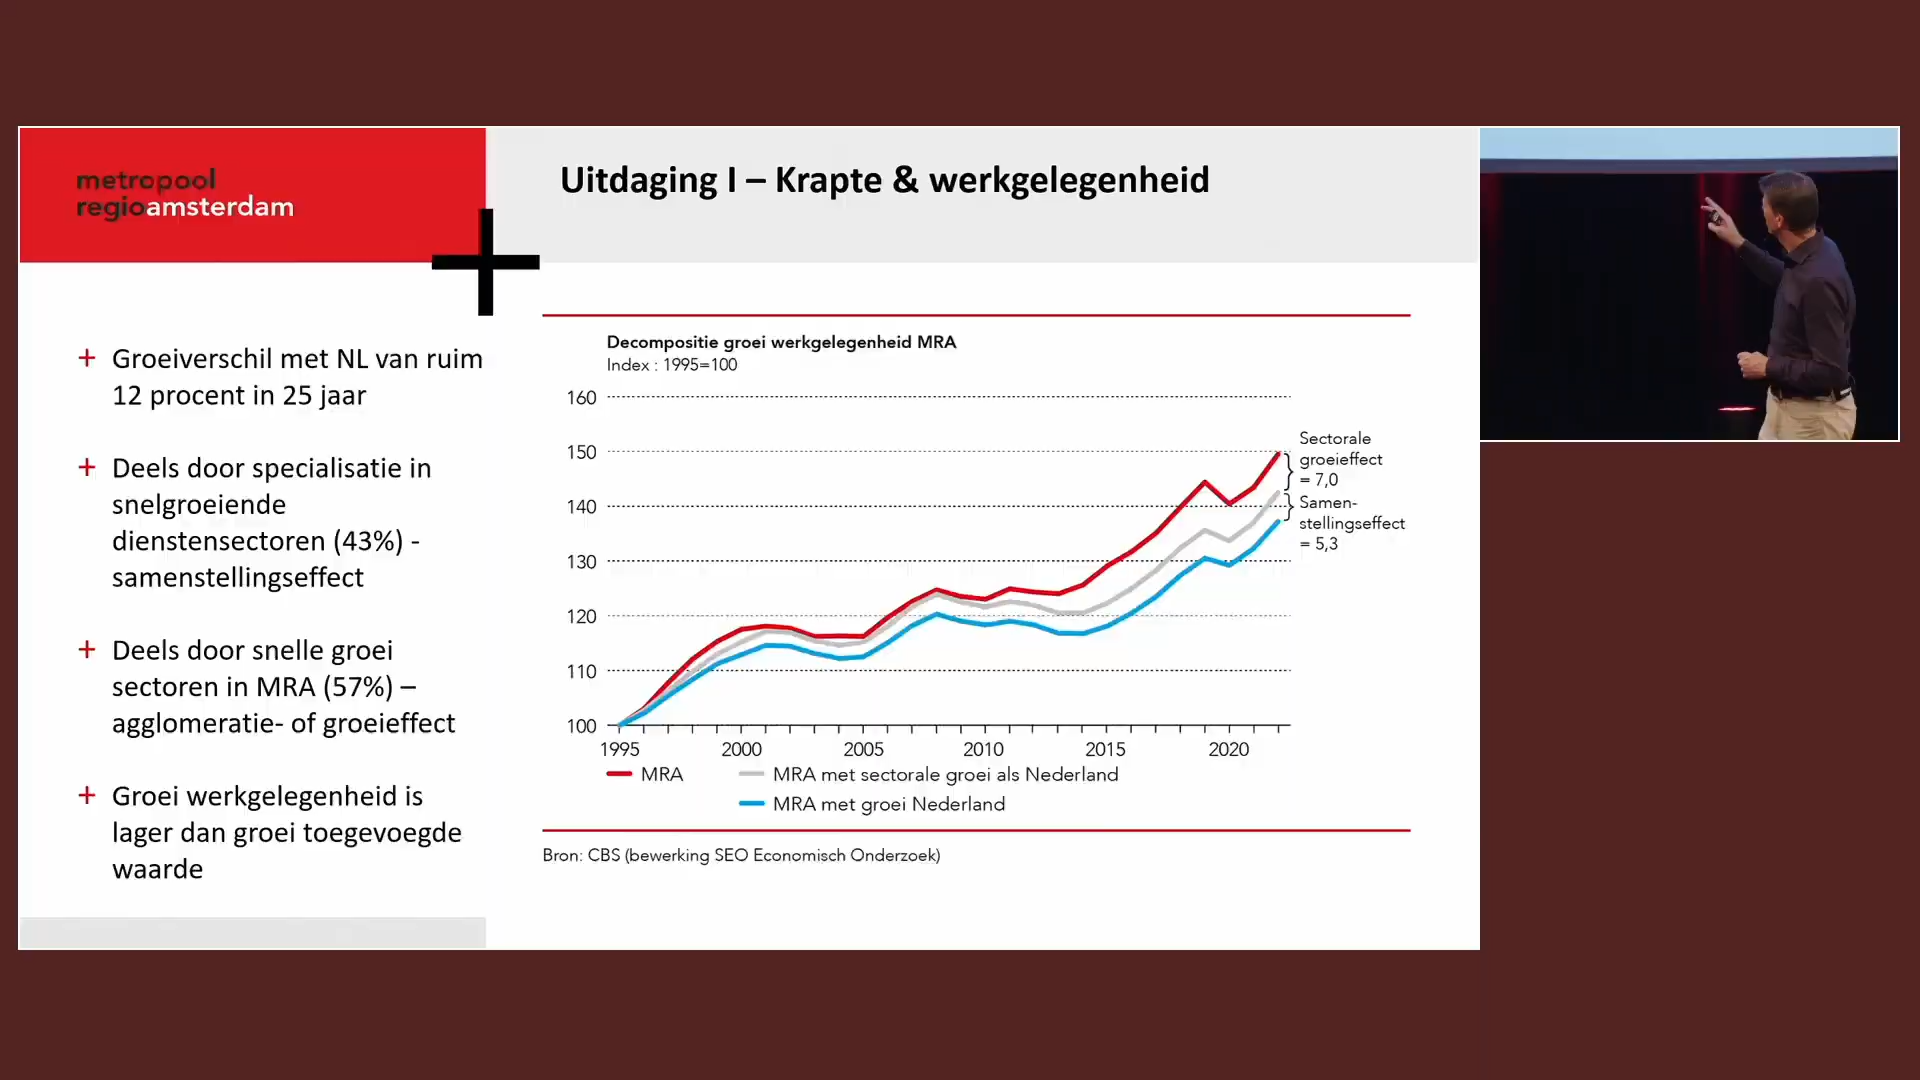 metropool
regioamsterdam
Uitdaging I – Krapte & werkgelegenheid
+ Groeiverschil met NL van ruim
12 procent in 25 jaar
+ Deels door specialisatie in
snelgroeiende
dienstensectoren (43%) -
samenstellingseffect
+ Deels door snelle groei
sectoren in MRA (57%) –
agglomeratie- of groeieffect
+ Groei werkgelegenheid is
lager dan groei toegevoegde
waarde
Decompositie groei werkgelegenheid MRA
Index : 1995=100
160
150
140
130
120
110
100
1995 2000 2005 2010 2015 2020
Sectorale
groeieffect
= 7,0
Samen-
stellingseffect
= 5,3
MRA
MRA met sectorale groei als Nederland
MRA met groei Nederland
Bron: CBS (bewerking SEO Economisch Onderzoek)